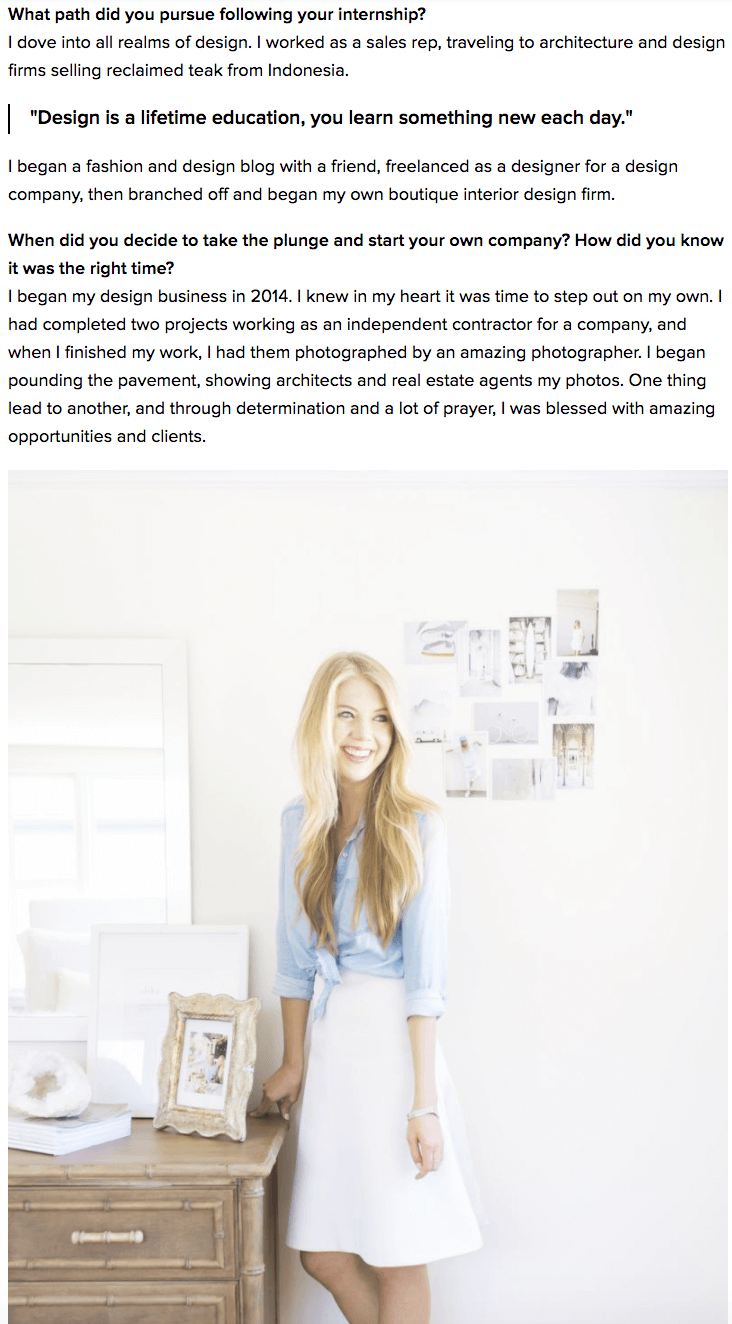 What path did you pursue following your internship?
I dove into all realms of design. I worked as a sales rep, traveling to architecture and design
firms selling reclaimed teak from Indonesia.
"Design is a lifetime education, you learn something new each day."
I began a fashion and design blog with a friend, freelanced as a designer for a design
company, then branched off and began my own boutique interior design firm.
When did you decide to take the plunge and start your own company? How did you know
it was the right time?
I began my design business in 2014. I knew in my heart it was time to step out on my own. I
had completed two projects working as an independent contractor for a company, and
when I finished my work, I had them photographed by an amazing photographer. I began
pounding the pavement, showing architects and real estate agents my photos. One thing
lead to another, and through determination and a lot of prayer, I was blessed with amazing
opportunities and clients.